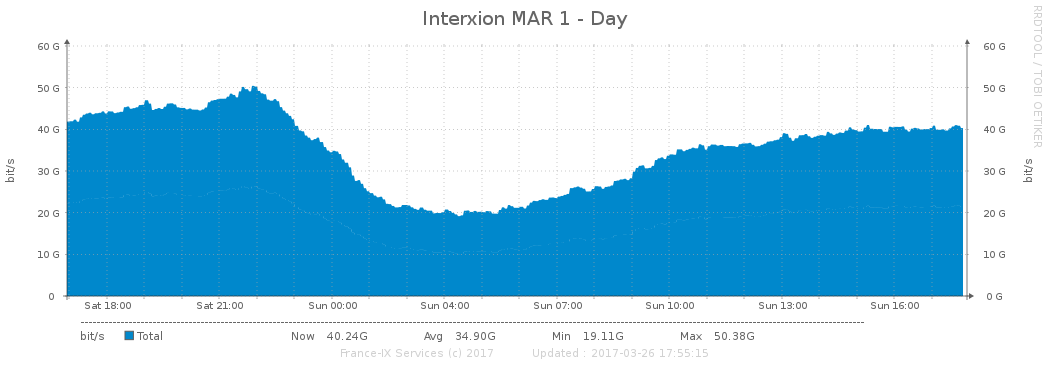 Interxion MAR 1 - Day
RRDTOOL / TOBI OETIKER
60 G 60 G
50 G 50 G
40 G 40 G
30 G 30 G
20 G 20 G
10 G 10 G
0 0 G
bit/s bit/s
Sat 18:00 Sat 21:00 Sun 00:00 Sun 04:00 Sun 07:00 Sun 10:00 Sun 13:00 Sun 16:00
bit/s Total Now 40.24G Avg 34.90G Min 19.11G Max 50.38G
France-IX Services (c) 2017 Updated : 2017-03-26 17:55:15